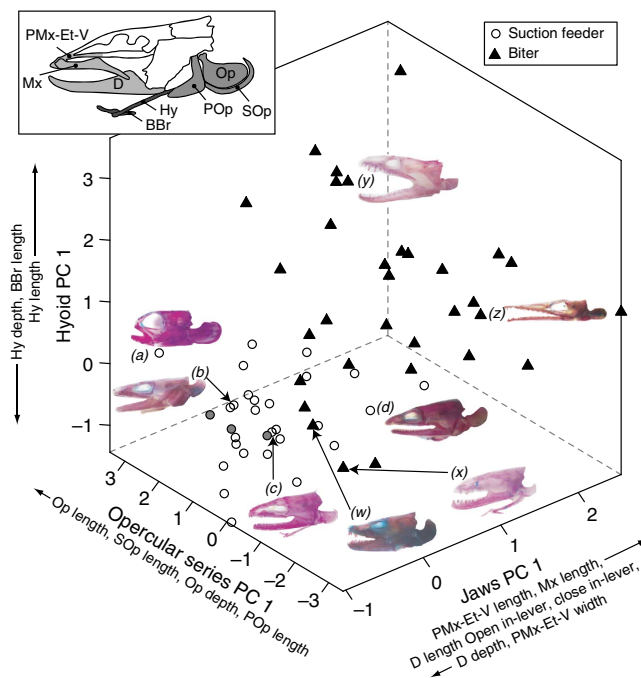 PMx-Et-V
Mx
D
Op
Hy
BBr
POp
SOp
Suction feeder
Biter
Hy depth, BBr length
Hy length
Hyoid PC 1
3
2
1
0
−1
(a)
(b)
(c)
(d)
(w)
(x)
(y)
(z)
3
2
1
0
−1
−2
−3
Opercular series PC 1
Op length, SOp length, Op depth, POp length
−1
0
1
2
Jaws PC 1
PMx-Et-V length, Mx length,
D length Open in-lever, close in-lever,
D depth, PMx-Et-V width